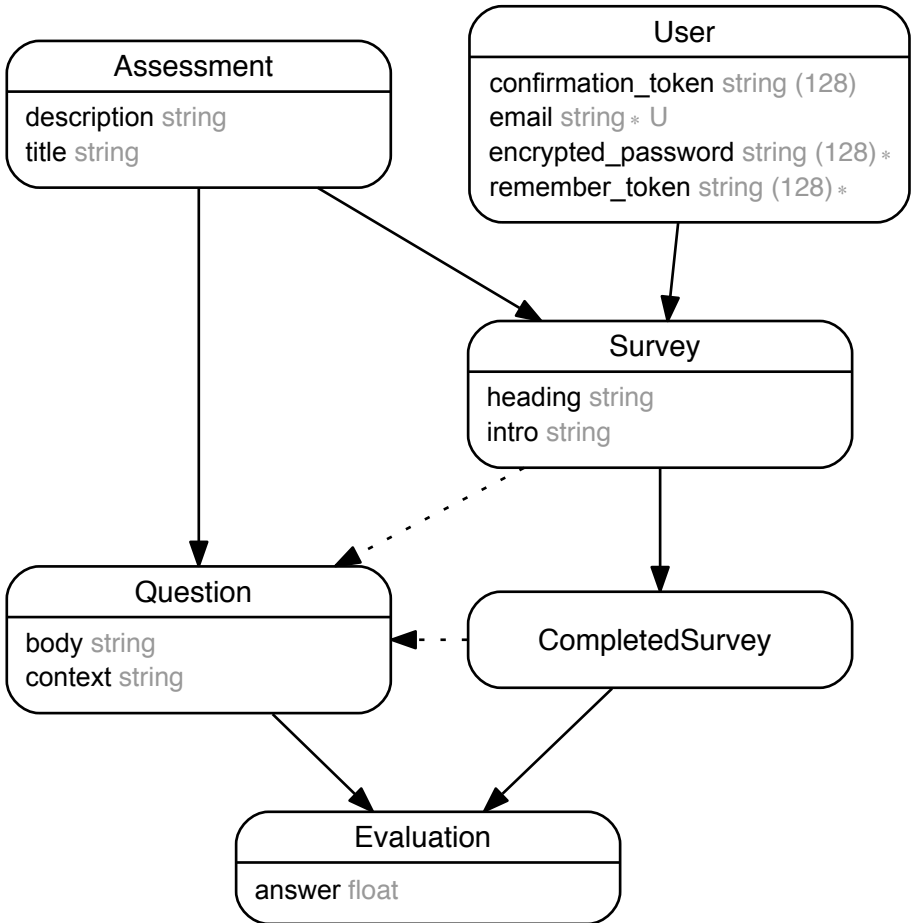 Assessment
description string
title string
User
confirmation_token string (128)
email string * U
encrypted_password string (128) *
remember_token string (128) *
Survey
heading string
intro string
Question
body string
context string
CompletedSurvey
Evaluation
answer float